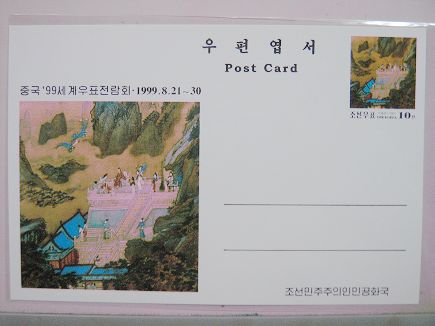 우 편 엽 서
Post Card
중국 '99세계우표전람회·1999.8.21~30
조선우표
10전
조선민주주의인민공화국